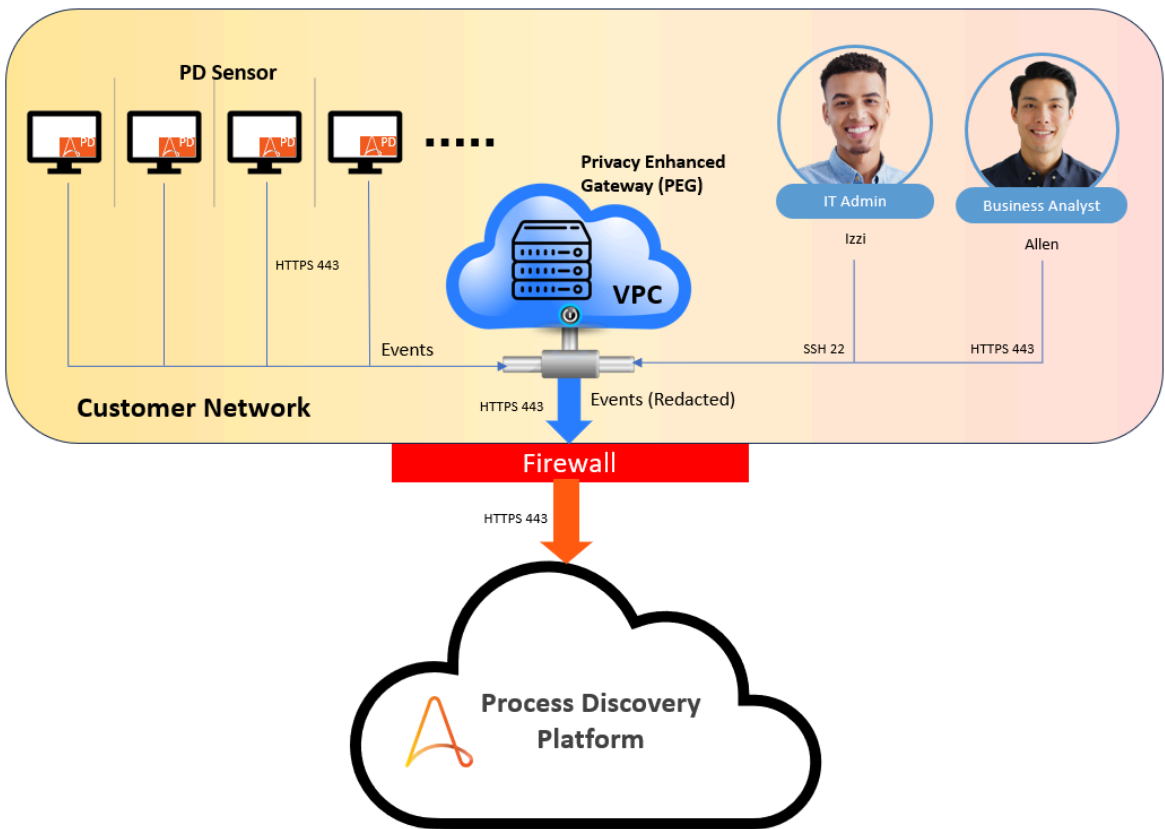 PD Sensor
PD
PD
PD
PD
Privacy Enhanced
Gateway (PEG)
VPC
IT Admin
Business Analyst
Izzi
Allen
HTTPS 443
Events
SSH 22
HTTPS 443
Customer Network
HTTPS 443
Events (Redacted)
Firewall
HTTPS 443
Process Discovery
Platform